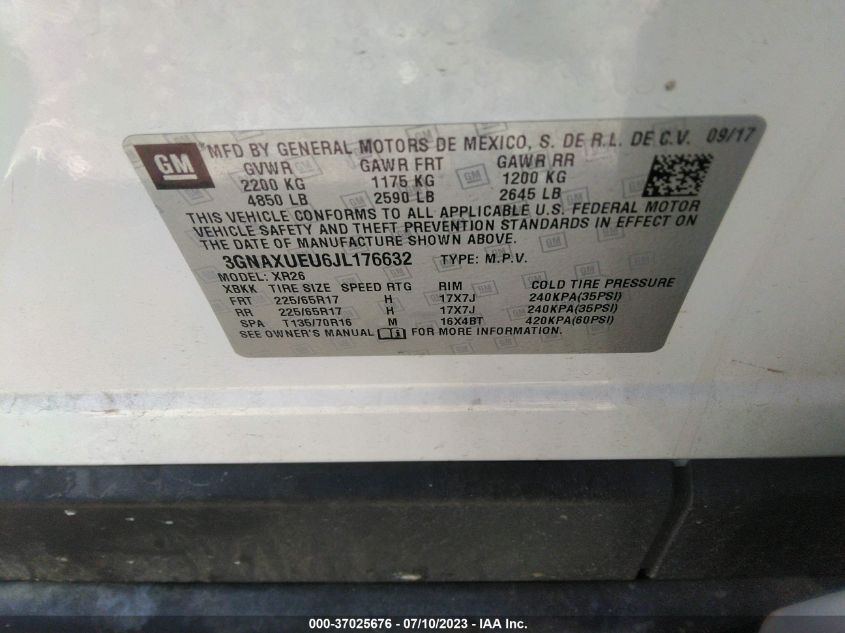 GM
MFD BY GENERAL MOTORS DE MEXICO, S. DE R.L. DE C.V. 09/17
GVWR GAWR FRT GAWR RR
2200 KG 1175 KG 1200 KG
4850 LB 2590 LB 2645 LB
THIS VEHICLE CONFORMS TO ALL APPLICABLE U.S. FEDERAL MOTOR
VEHICLE SAFETY AND THEFT PREVENTION STANDARDS IN EFFECT ON
THE DATE OF MANUFACTURE SHOWN ABOVE.
3GNAXUEU6JL176632 TYPE: M.P.V.
MODEL: XR26
XBKK TIRE SIZE SPEED RTG RIM COLD TIRE PRESSURE
FRT 225/65R17 H 17X7J 240KPA(35PSI)
RR 225/65R17 H 17X7J 240KPA(35PSI)
SPA T135/70R16 M 16X4BT 420KPA(60PSI)
SEE OWNER'S MANUAL FOR MORE INFORMATION.
000-37025676 - 07/10/2023 - IAA Inc.